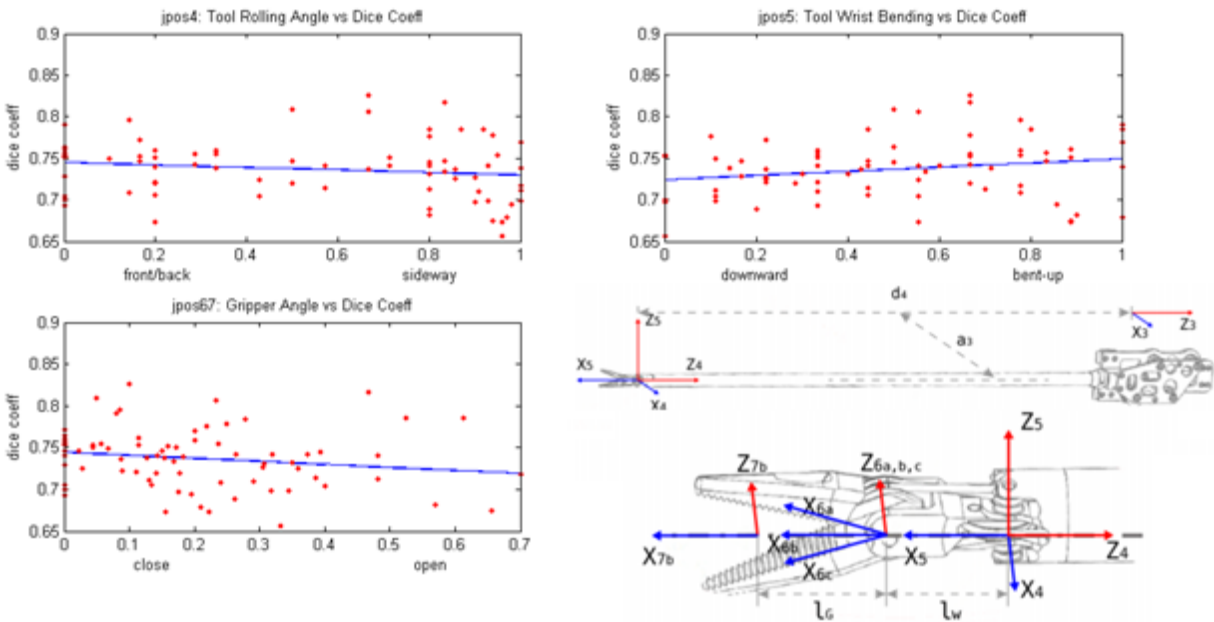 jpos4: Tool Rolling Angle vs Dice Coeff
0.9
0.85
0.8
0.75
0.7
0.65
dice coeff
0 0.2 0.4 0.6 0.8 1
front/back sideway
jpos5: Tool Wrist Bending vs Dice Coeff
0.9
0.85
0.8
0.75
0.7
0.65
dice coeff
0 0.2 0.4 0.6 0.8 1
downward bent-up
jpos67: Gripper Angle vs Dice Coeff
0.9
0.85
0.8
0.75
0.7
0.65
dice coeff
0 0.1 0.2 0.3 0.4 0.5 0.6 0.7
close open
d4
Z5 X3 Z3
a3
X5 Z4
X4
Z5
Z7b Z6a,b,c
X6a
X7b X6b X5 Z4
X6c
X4
lG lW